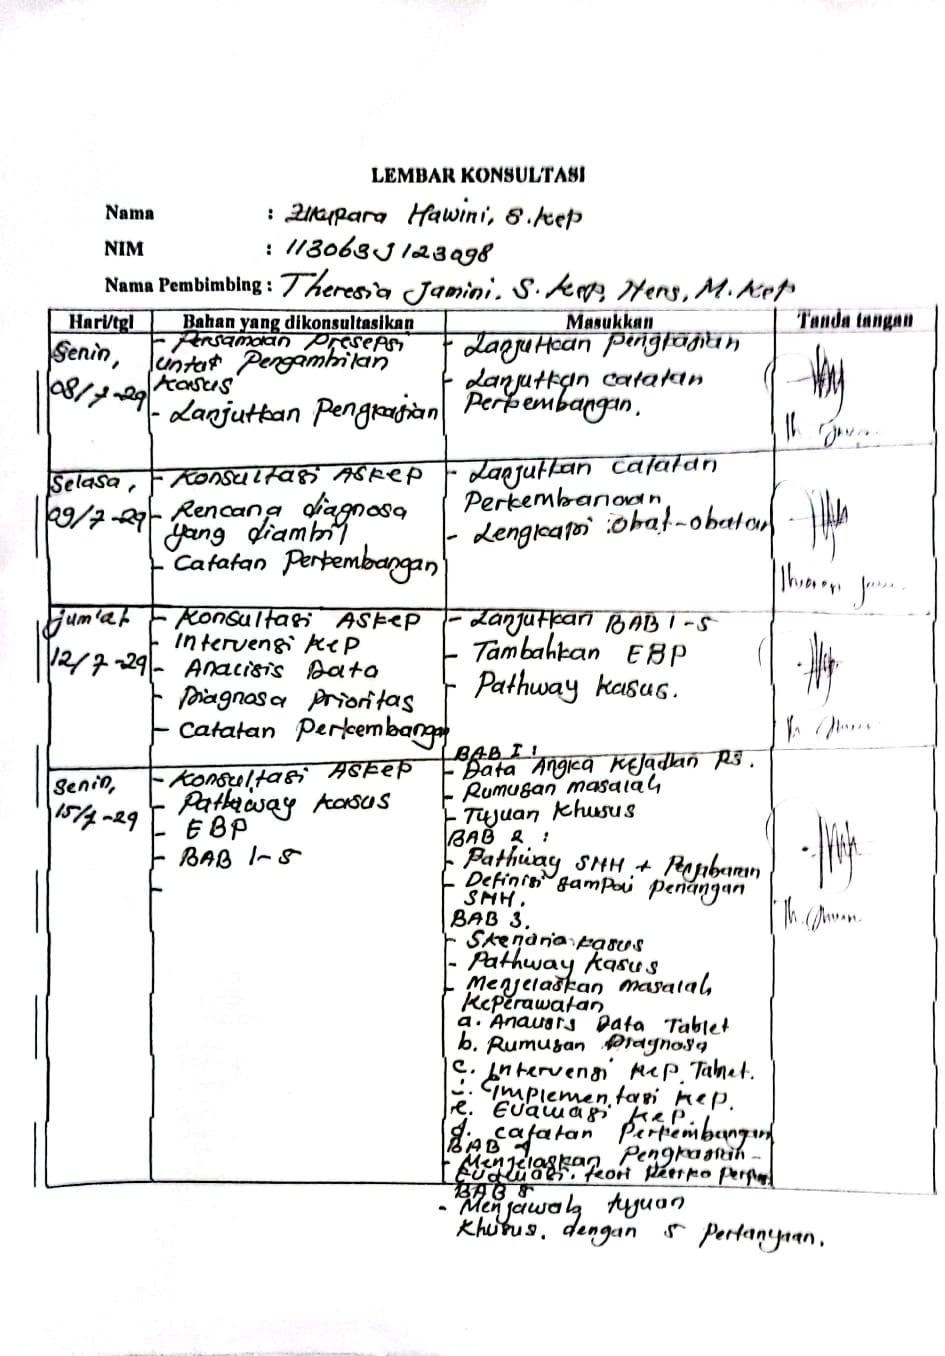 LEMBAR KONSULTASI
Nama : Hawini, S.Kep
NIM : 113063J123098
Nama Pembimbing : Theresia Jamini, S.Kep, Ners, M.Kep
Hari/tgl Bahan yang dikonsultasikan Masukkan Tanda tangan
Senin,
08/7-24
- Persamaan Presepsi
untuk Pengambilan
Kasus
- Lanjutkan Pengkajian
- Lanjutkan pengkajian
- Lanjutkan catatan
Perkembangan.
Selasa,
09/7-24
- Konsultasi ASKEP
- Rencana diagnosa
yang diambil
- Catatan Perkembangan
- Lanjutkan catatan
Perkembangan
- Lengkapi obat-obatan
Jum'at
12/7-24
- Konsultasi ASKEP
- Intervensi KEP
- Analisis Data
- Diagnosa Prioritas
- Catatan Perkembangan
- Lanjutkan BAB 1-5
- Tambahkan EBP
- Pathway kasus.
Senin,
15/7-24
- Konsultasi ASKEP
- Pathway kasus
- EBP
- BAB 1-5
-
BAB I :
- Data Angka Kejadian RS.
- Rumusan masalah
- Tujuan Khusus
BAB 2 :
- Pathway SNH +
- Definisi sampai penangan
SNH.
BAB 3.
- Skenario kasus
- Pathway kasus
- Menjelaskan masalah
Keperawatan
a. Analisis Data Tablet
b. Rumusan Diagnosa
c. Intervensi Kep. Tablet.
Implementasi Kep.
e. Evaluasi Kep.
d. catatan Perkembangan
BAB 4
- Menjelaskan Pengkajian -
Evaluasi. teori
BAB 5
- Menjawab tujuan
khusus. dengan 5 Pertanyaan.